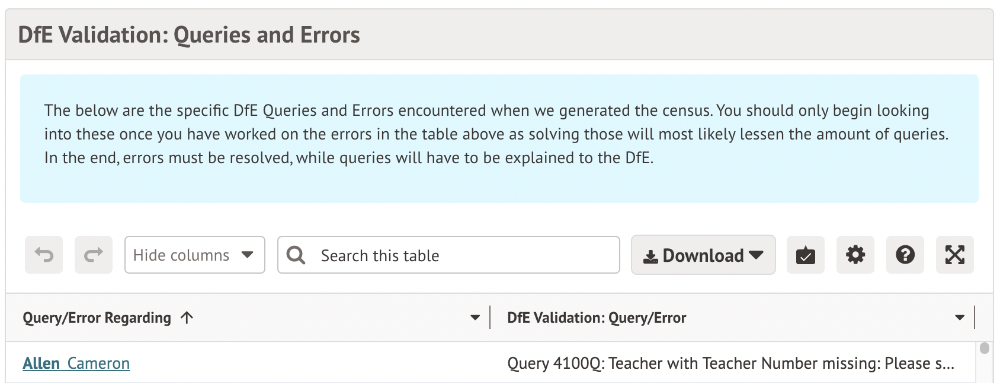 DfE Validation: Queries and Errors
The below are the specific DfE Queries and Errors encountered when we generated the census. You should only begin looking
into these once you have worked on the errors in the table above as solving those will most likely lessen the amount of queries.
In the end, errors must be resolved, while queries will have to be explained to the DfE.
Hide columns
Search this table
Download
Query/Error Regarding
DfE Validation: Query/Error
Allen Cameron
Query 4100Q: Teacher with Teacher Number missing: Please s...